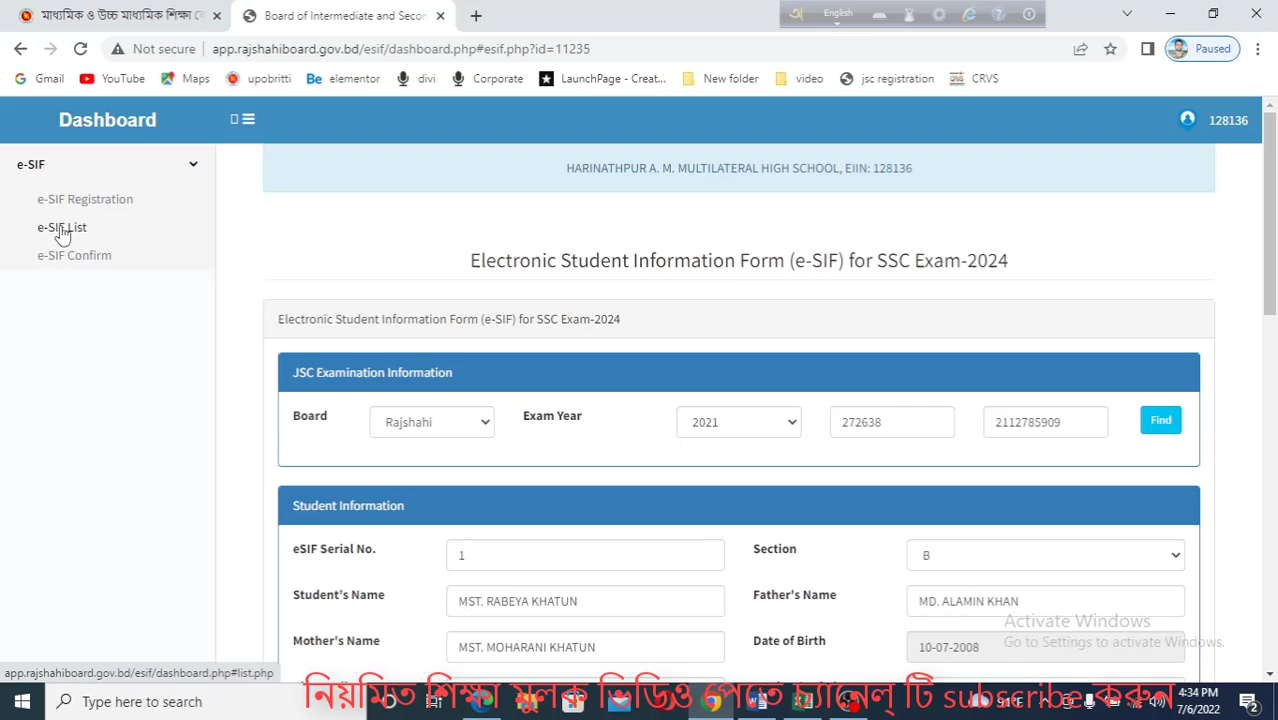 মাধ্যমিক ও উচ্চ মাধ্যমিক শিক্ষা
Board of Intermediate and Secon
English
Not secure
app.rajshahiboard.gov.bd/esif/dashboard.php#esif.php?id=11235
Paused
Gmail
YouTube
Maps
upobritti
elementor
divi
Corporate
LaunchPage - Creat...
New folder
video
jsc registration
CRVS
Dashboard
128136
e-SIF
HARINATHPUR A. M. MULTILATERAL HIGH SCHOOL, EIIN: 128136
e-SIF Registration
e-SIF List
e-SIF Confirm
Electronic Student Information Form (e-SIF) for SSC Exam-2024
Electronic Student Information Form (e-SIF) for SSC Exam-2024
JSC Examination Information
Board Rajshahi Exam Year 2021 272638 2112785909 Find
Student Information
eSIF Serial No. 1 Section B
Student's Name MST. RABEYA KHATUN Father's Name MD. ALAMIN KHAN
Mother's Name MST. MOHARANI KHATUN Date of Birth 10-07-2008
Activate Windows
Go to Settings to activate Windows.
app.rajshahiboard.gov.bd/esif/dashboard.php#list.php
নিয়মিত শিক্ষা মূলক ভিডিও পেতে চ্যানেল্ টি subscribe করুন
Type here to search
91°F
4:34 PM
7/6/2022
2